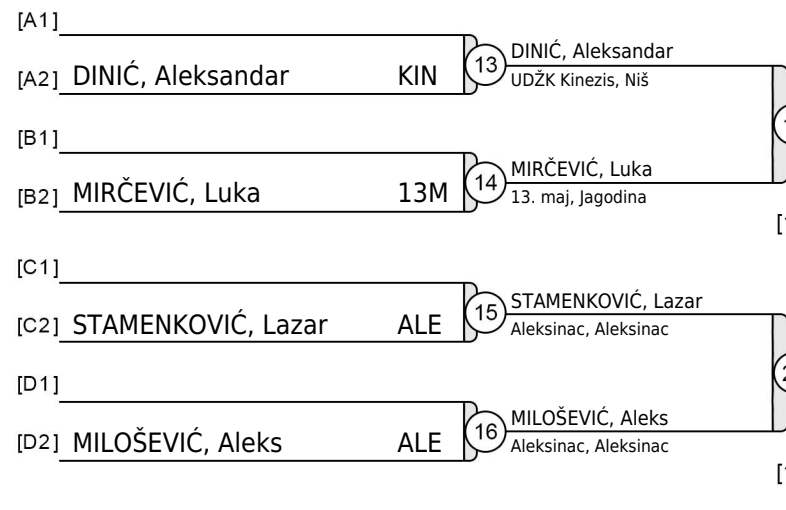 [A1]
[A2] DINIĆ, Aleksandar KIN
13
DINIĆ, Aleksandar
UDŽK Kinezis, Niš
[B1]
[B2] MIRČEVIĆ, Luka 13M
14
MIRČEVIĆ, Luka
13. maj, Jagodina
[C1]
[C2] STAMENKOVIĆ, Lazar ALE
15
STAMENKOVIĆ, Lazar
Aleksinac, Aleksinac
[D1]
[D2] MILOŠEVIĆ, Aleks ALE
16
MILOŠEVIĆ, Aleks
Aleksinac, Aleksinac